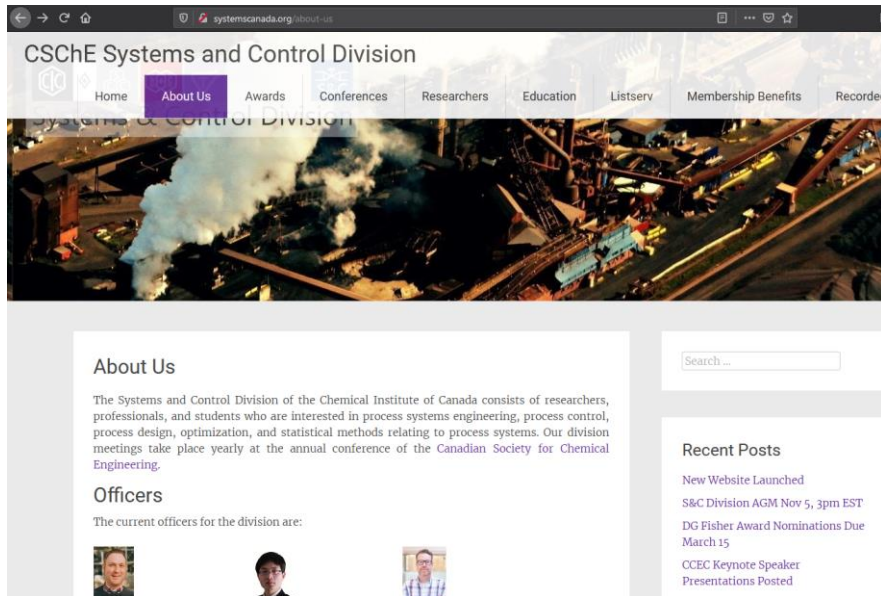 systemscanada.org/about-us
CSChE Systems and Control Division
Home
About Us
Awards
Conferences
Researchers
Education
Listserv
Membership Benefits
Recorde
Systems & Control Division
About Us
The Systems and Control Division of the Chemical Institute of Canada consists of researchers,
professionals, and students who are interested in process systems engineering, process control,
process design, optimization, and statistical methods relating to process systems. Our division
meetings take place yearly at the annual conference of the Canadian Society for Chemical
Engineering.
Officers
The current officers for the division are:
Search ...
Recent Posts
New Website Launched
S&C Division AGM Nov 5, 3pm EST
DG Fisher Award Nominations Due
March 15
CCEC Keynote Speaker
Presentations Posted